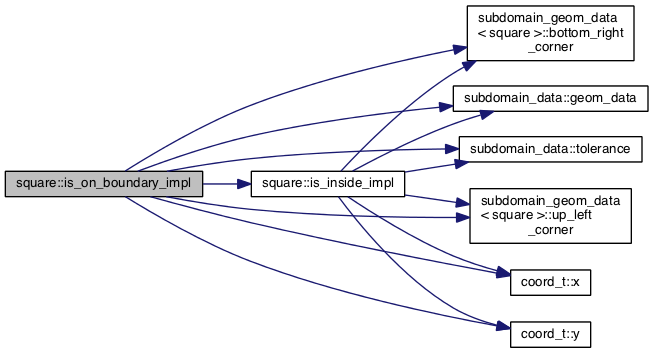 subdomain_geom_data
< square >::bottom_right
_corner
subdomain_data::geom_data
subdomain_data::tolerance
square::is_on_boundary_impl
square::is_inside_impl
subdomain_geom_data
< square >::up_left
_corner
coord_t::x
coord_t::y